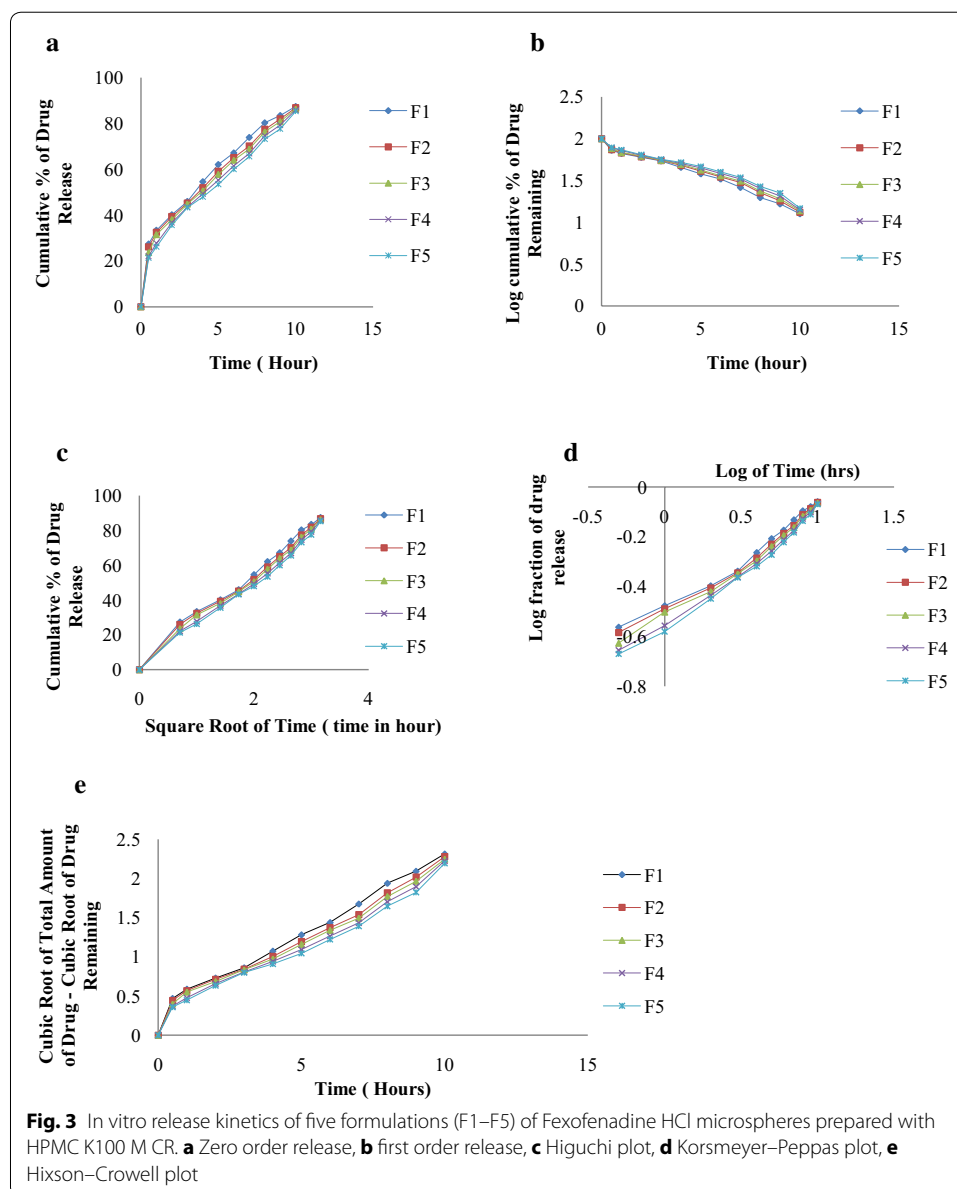 a
Cumulative % of Drug
Release
100
80
60
40
20
0
0 5 10 15
Time ( Hour)
F1
F2
F3
F4
F5
b
Log cumulative % of Drug
Remaining
2.5
2
1.5
1
0.5
0
0 5 10 15
Time (hour)
F1
F2
F3
F4
F5
c
Cumulative % of Drug
Release
100
80
60
40
20
0
0 2 4
Square Root of Time ( time in hour)
F1
F2
F3
F4
F5
d
Log of Time (hrs)
Log fraction of drug
release
-0.5 0 0.5 1 1.5
0
-0.2
-0.4
-0.6
-0.8
F1
F2
F3
F4
F5
e
Cubic Root of Total Amount
of Drug - Cubic Root of Drug
Remaining
2.5
2
1.5
1
0.5
0
0 5 10 15
Time ( Hours)
F1
F2
F3
F4
F5
Fig. 3 In vitro release kinetics of five formulations (F1–F5) of Fexofenadine HCl microspheres prepared with
HPMC K100 M CR. a Zero order release, b first order release, c Higuchi plot, d Korsmeyer–Peppas plot, e
Hixson–Crowell plot